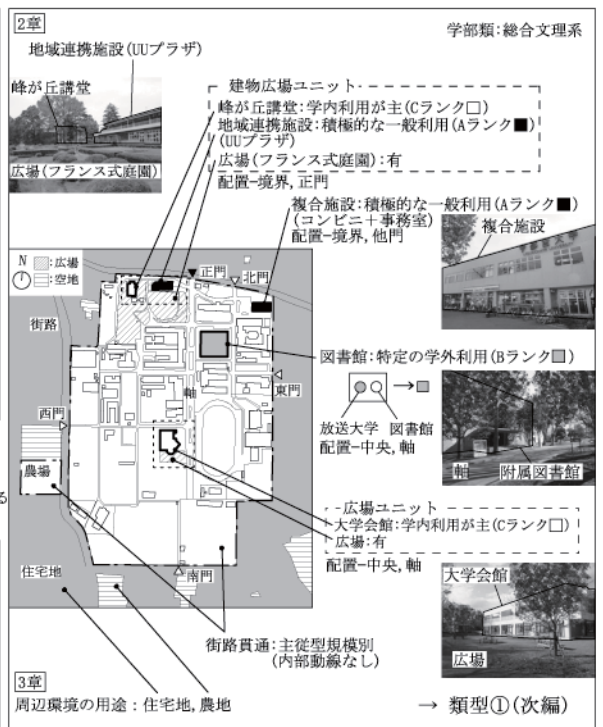 2章
学部類:総合文理系
地域連携施設(UUプラザ)
峰が丘講堂
広場(フランス式庭園)
建物広場ユニット
峰が丘講堂:学内利用が主(Cランク□)
地域連携施設:積極的な一般利用(Aランク■)
(UUプラザ)
広場(フランス式庭園):有
配置−境界,正門
複合施設:積極的な一般利用(Aランク■)
(コンビニ+事務室)
配置−境界,他門
複合施設
N
:広場
:空地
正門
北門
街路
軸
東門
西門
農場
住宅地
南門
図書館:特定の学外利用(Bランク■)
放送大学 図書館
配置−中央,軸
軸
附属図書館
広場ユニット
大学会館:学内利用が主(Cランク□)
広場:有
配置−中央,軸
大学会館
広場
る
街路貫通:主従型規模別
(内部動線なし)
3章
周辺環境の用途:住宅地,農地
→ 類型①(次編)